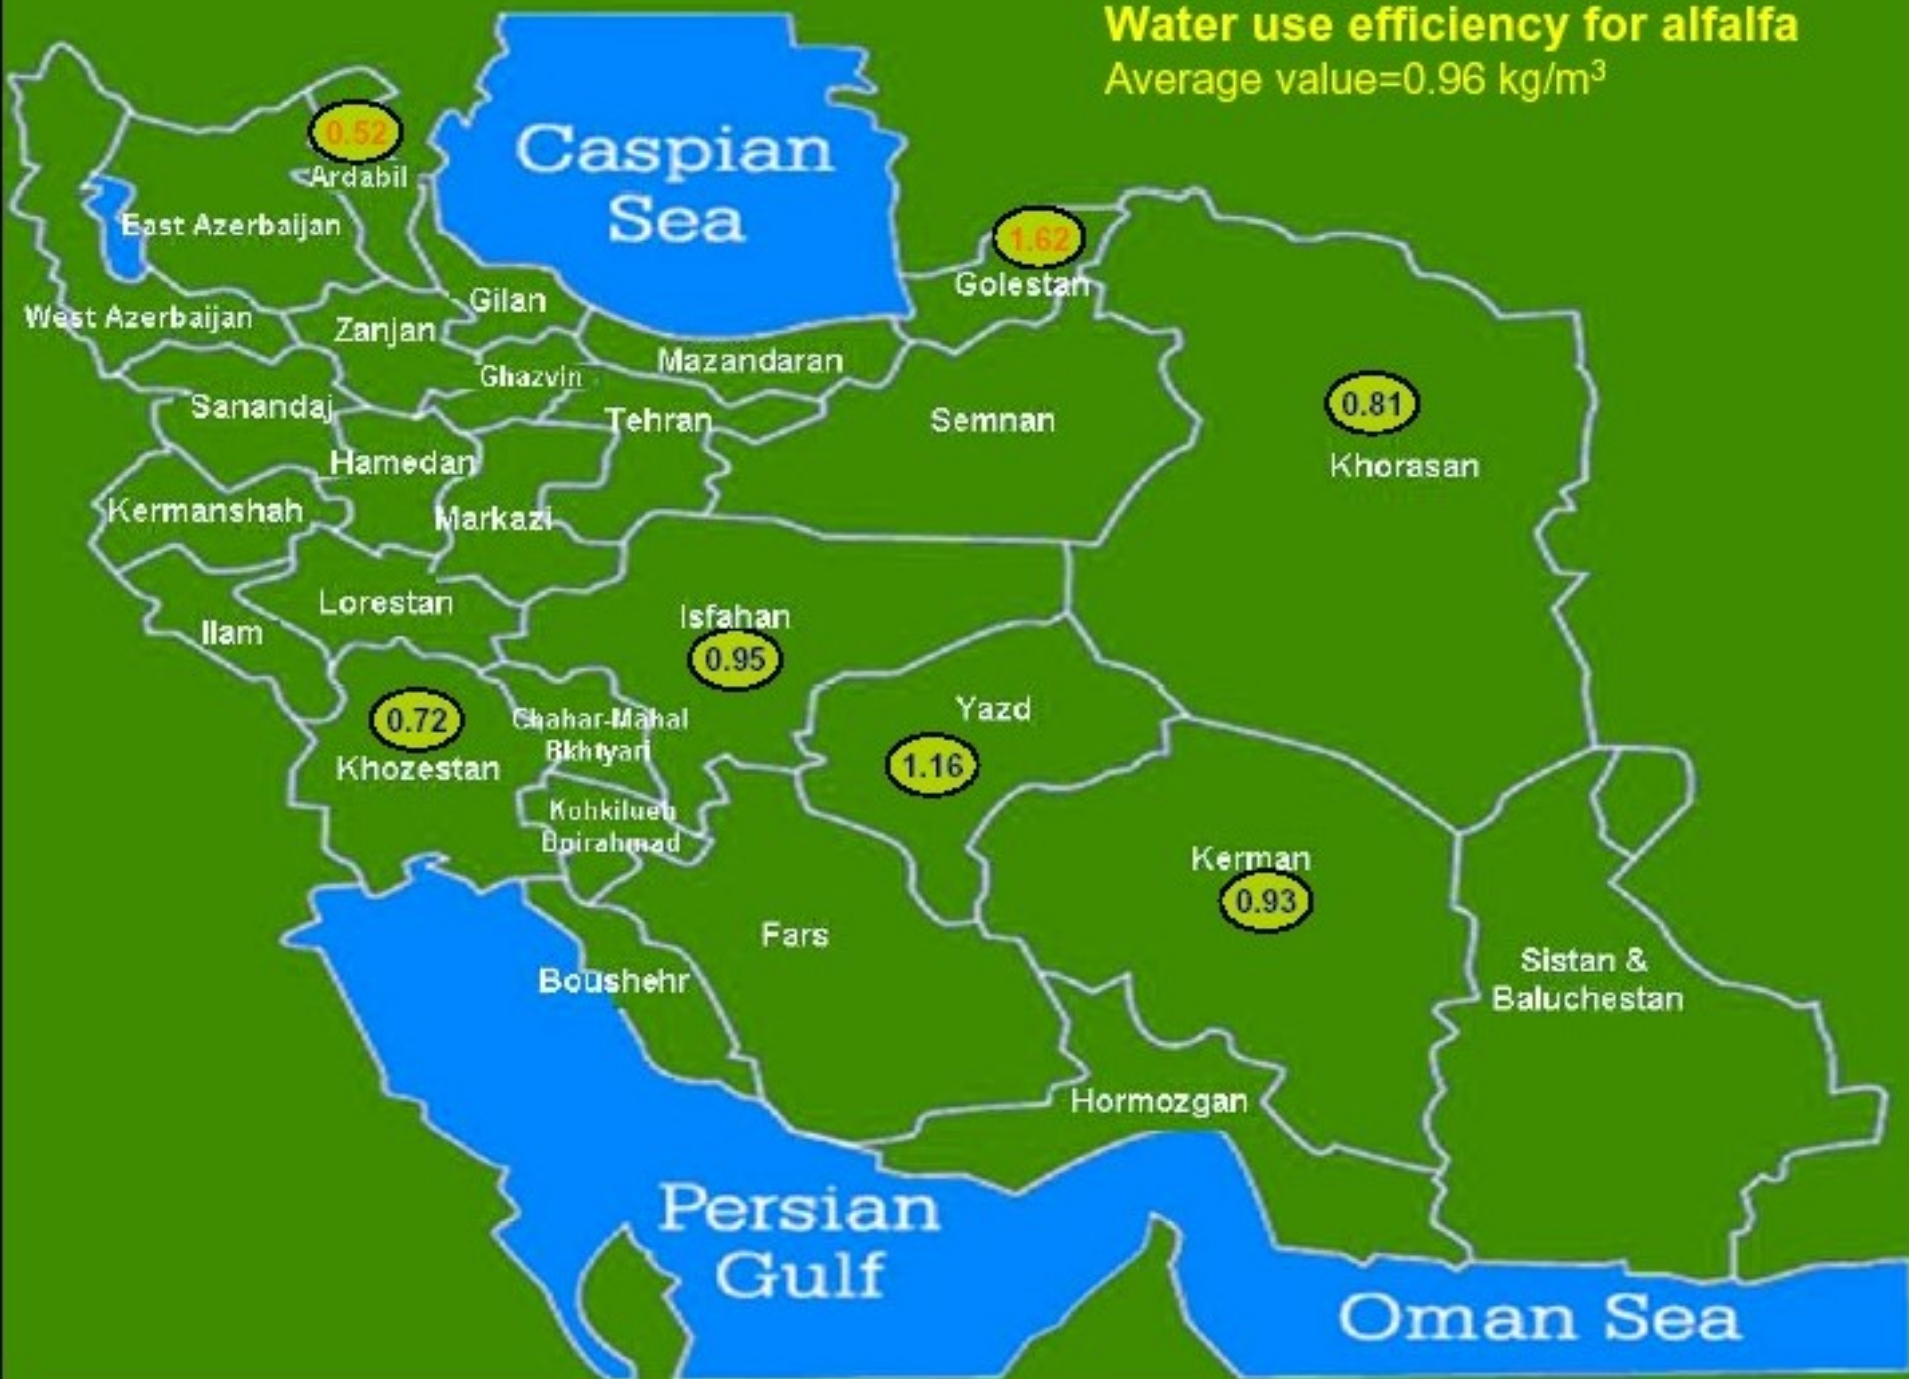 Water use efficiency for alfalfa
Average value=0.96 kg/m³
Caspian
Sea
0.52
Ardabil
East Azerbaijan
1.62
Golestan
West Azerbaijan
Zanjan
Gilan
Ghazvin
Mazandaran
Sanandaj
Tehran
Semnan
0.81
Khorasan
Hamedan
Kermanshah
Markazi
Lorestan
Ilam
Isfahan
0.95
0.72
Khozestan
Chahar-Mahal
Bkhtyari
Yazd
1.16
Kohkilueh
Boirahmad
Kerman
0.93
Fars
Boushehr
Sistan &
Baluchestan
Hormozgan
Persian
Gulf
Oman Sea